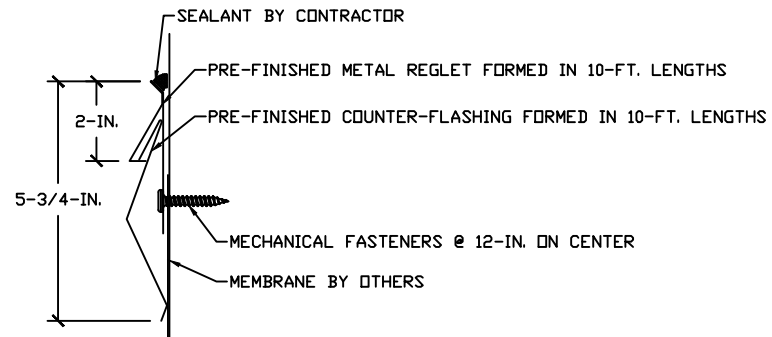 SEALANT BY CONTRACTOR
PRE-FINISHED METAL REGLET FORMED IN 10-FT. LENGTHS
2-IN.
PRE-FINISHED COUNTER-FLASHING FORMED IN 10-FT. LENGTHS
5-3/4-IN.
MECHANICAL FASTENERS @ 12-IN. ON CENTER
MEMBRANE BY OTHERS